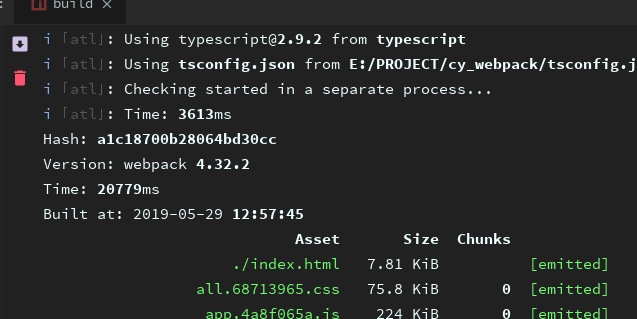 build ×
i ｢atl｣: Using typescript@2.9.2 from typescript
i ｢atl｣: Using tsconfig.json from E:/PROJECT/cy_webpack/tsconfig.j
i ｢atl｣: Checking started in a separate process...
i ｢atl｣: Time: 3613ms
Hash: a1c18700b28064bd30cc
Version: webpack 4.32.2
Time: 20779ms
Built at: 2019-05-29 12:57:45
Asset Size Chunks
./index.html 7.81 KiB [emitted]
all.68713965.css 75.8 KiB 0 [emitted]
app.4a8f065a.js 224 KiB 0 [emitted]